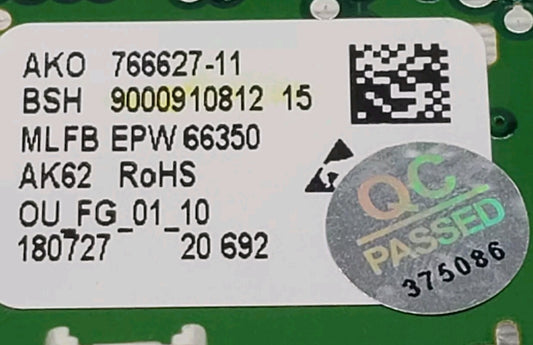 AKO 766627-11
BSH 9000910812 15
MLFB EPW 66350
AK62 RoHS
OU_FG_01_10
180727 20 692
QC
PASSED
375086